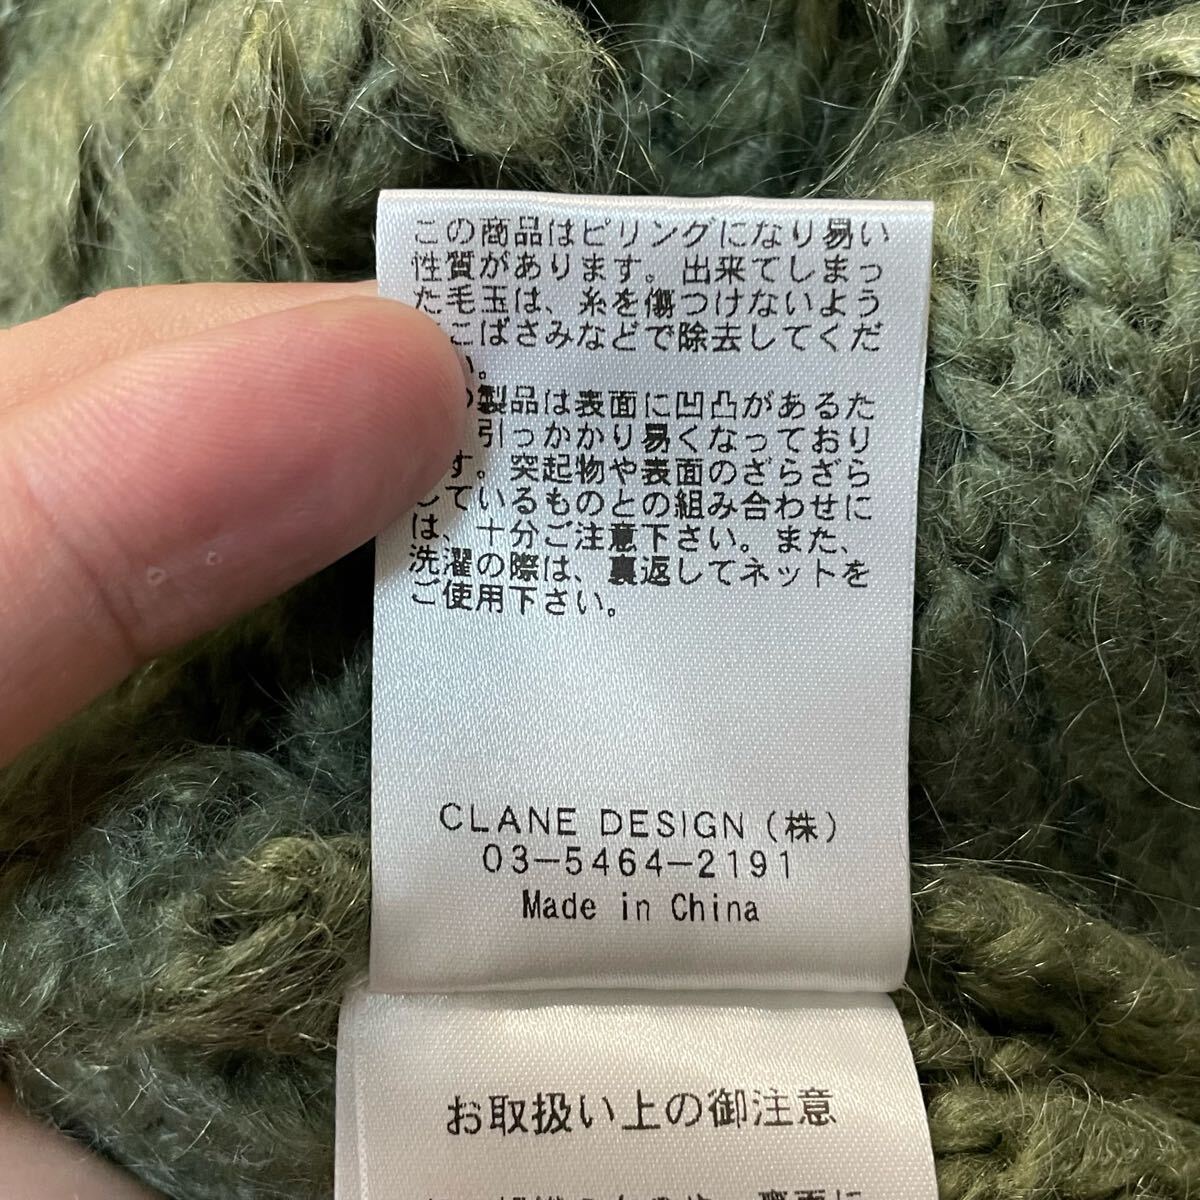 この商品はピリングになり易い
性質があります。出来てしまっ
た毛玉は、糸を傷つけないよう
こばさみなどで除去してくだ
い。
製品は表面に凹凸があるた
引っかかり易くなっており
す。突起物や表面のざらざら
しているものとの組み合わせに
は、十分ご注意下さい。また、
洗濯の際は、裏返してネットを
ご使用下さい。
CLANE DESIGN（株）
03-5464-2191
Made in China
お取扱い上の御注意